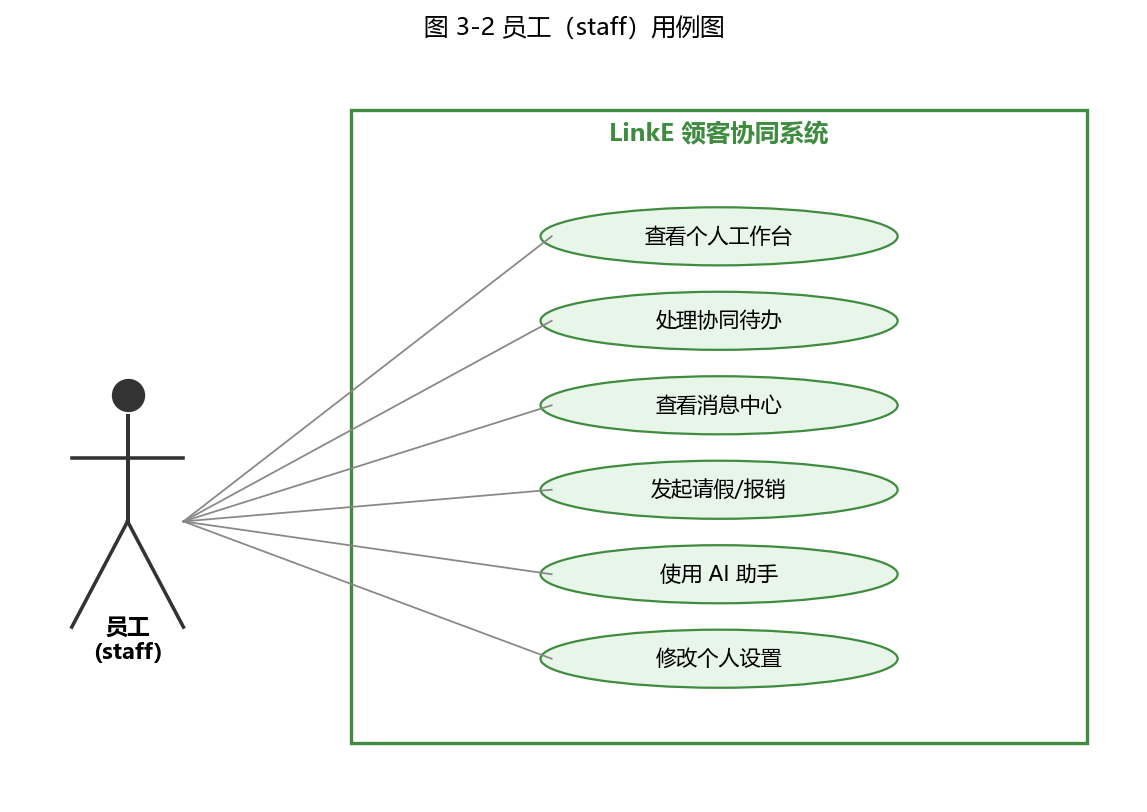 图 3-2 员工（staff）用例图
LinkE 领客协同系统
查看个人工作台
处理协同待办
查看消息中心
发起请假/报销
使用 AI 助手
修改个人设置
员工
(staff)